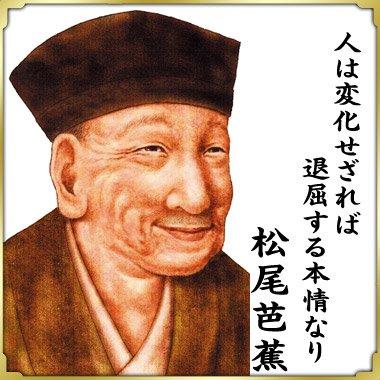 人は変化せざれば
退屈する本情なり
松尾芭蕉